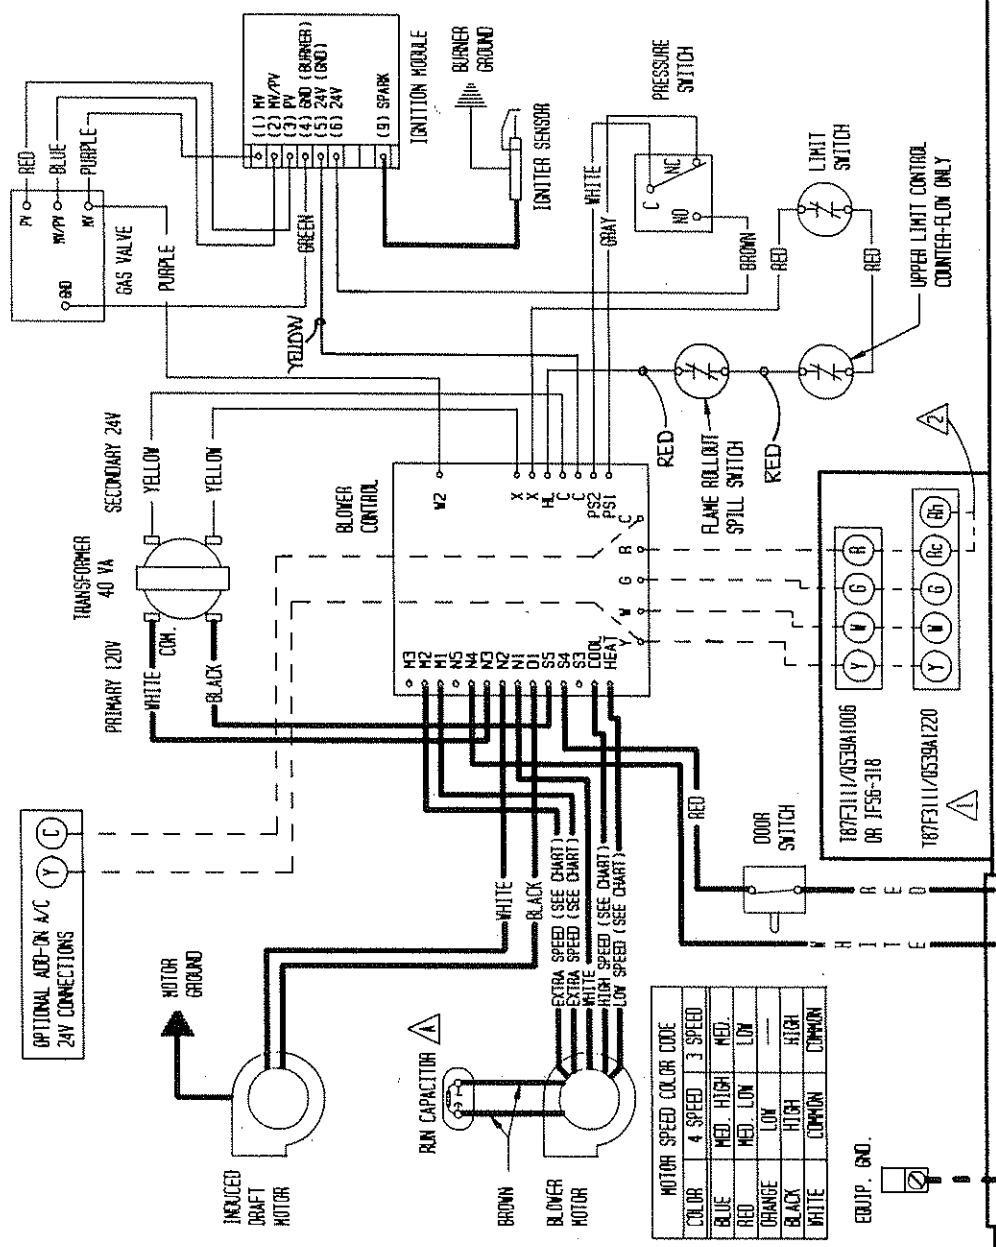 OPTIONAL ADD-ON A/C
24V CONNECTIONS
Y
C
PRIMARY 120V
TRANSFORMER
40 VA
SECONDARY 24V
WHITE
COM.
BLACK
YELLOW
YELLOW
GAS VALVE
GND
PV
MV/PV
MV
RED
BLUE
PURPLE
PURPLE
GREEN
YELLOW
(1) MV
(2) MV/PV
(3) PV
(4) GND (BURNER)
(5) 24V (GND)
(6) 24V
(9) SPARK
IGNITION MODULE
BURNER
GROUND
IGNITER SENSOR
INDUCED
DRAFT
MOTOR
MOTOR
GROUND
WHITE
BLACK
BLOWER
CONTROL
M3
M2
M1
N5
N4
N3
N2
N1
D1
S5
S4
S3
COOL
HEAT
W2
X
X
HL
C
C
PS2
PS1
Y
W
G
R
C
WHITE
GRAY
PRESSURE
SWITCH
C
NC
NO
BROWN
RED
LIMIT
SWITCH
RED
UPPER LIMIT CONTROL
COUNTER-FLOW ONLY
RED
FLAME ROLLOUT
SPILL SWITCH
RED
RUN CAPACITOR
A
BROWN
BLOWER
MOTOR
EXTRA SPEED (SEE CHART)
EXTRA SPEED (SEE CHART)
WHITE
HIGH SPEED (SEE CHART)
LOW SPEED (SEE CHART)
RED
DOOR
SWITCH
WHITE
RED
T87F3111/Q539A1006
OR 1F56-318
Y
W
G
R
T87F3111/Q539A1220
1
Y
W
G
Rc
Rh
2
MOTOR SPEED COLOR CODE
COLOR 4 SPEED 3 SPEED
BLUE MED. HIGH MED.
RED MED. LOW LOW
ORANGE LOW ----
BLACK HIGH HIGH
WHITE COMMON COMMON
EQUIP. GND.